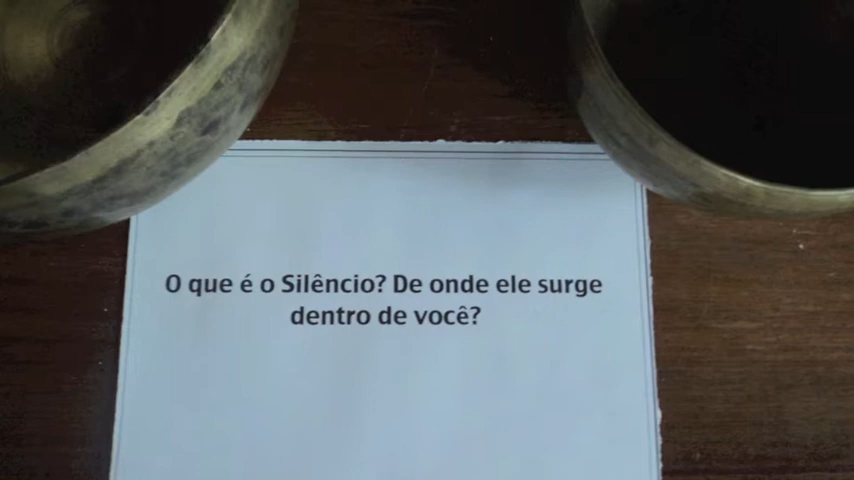 O que é o Silêncio? De onde ele surge
dentro de você?